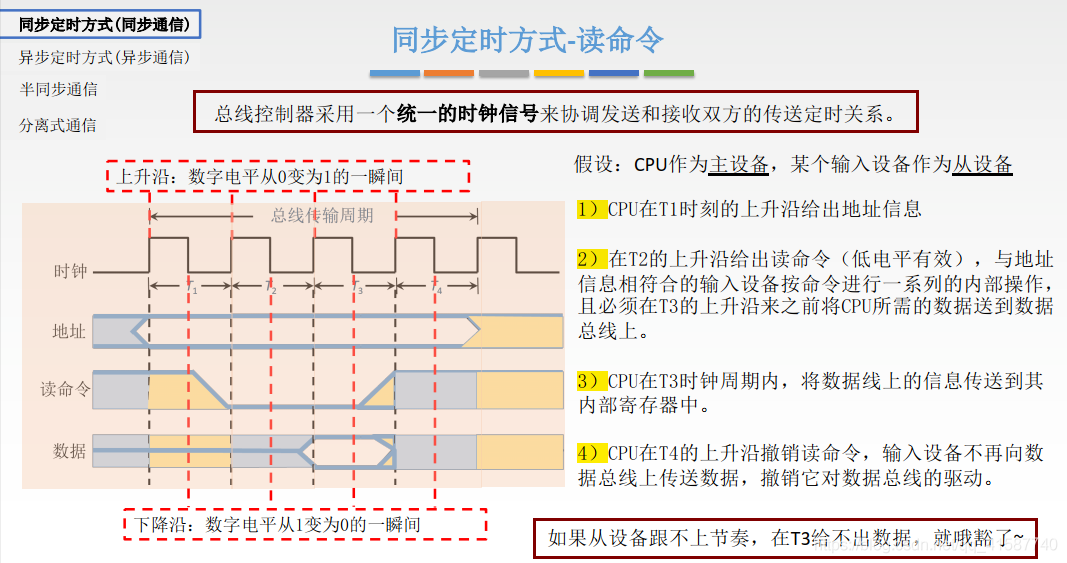 同步定时方式(同步通信)
异步定时方式(异步通信)
半同步通信
分离式通信
同步定时方式-读命令
总线控制器采用一个统一的时钟信号来协调发送和接收双方的传送定时关系。
上升沿：数字电平从0变为1的一瞬间
总线传输周期
时钟
T1 T2 T3 T4
地址
读命令
数据
下降沿：数字电平从1变为0的一瞬间
假设：CPU作为主设备，某个输入设备作为从设备
1）CPU在T1时刻的上升沿给出地址信息
2）在T2的上升沿给出读命令（低电平有效），与地址
信息相符合的输入设备按命令进行一系列的内部操作，
且必须在T3的上升沿来之前将CPU所需的数据送到数据
总线上。
3）CPU在T3时钟周期内，将数据线上的信息传送到其
内部寄存器中。
4）CPU在T4的上升沿撤销读命令，输入设备不再向数
据总线上传送数据，撤销它对数据总线的驱动。
如果从设备跟不上节奏，在T3给不出数据，就哦豁了~